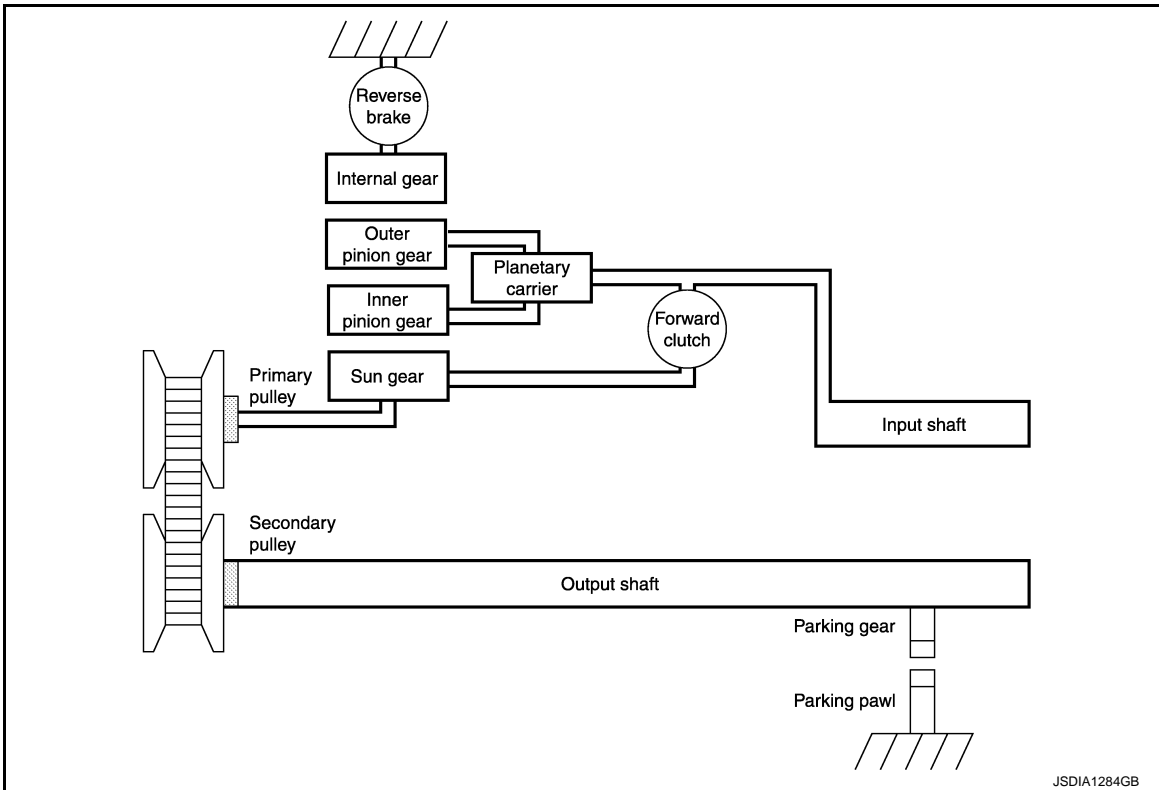 Reverse
brake
Internal gear
Outer
pinion gear
Planetary
carrier
Inner
pinion gear
Forward
clutch
Primary
pulley
Sun gear
Input shaft
Secondary
pulley
Output shaft
Parking gear
Parking pawl
JSDIA1284GB